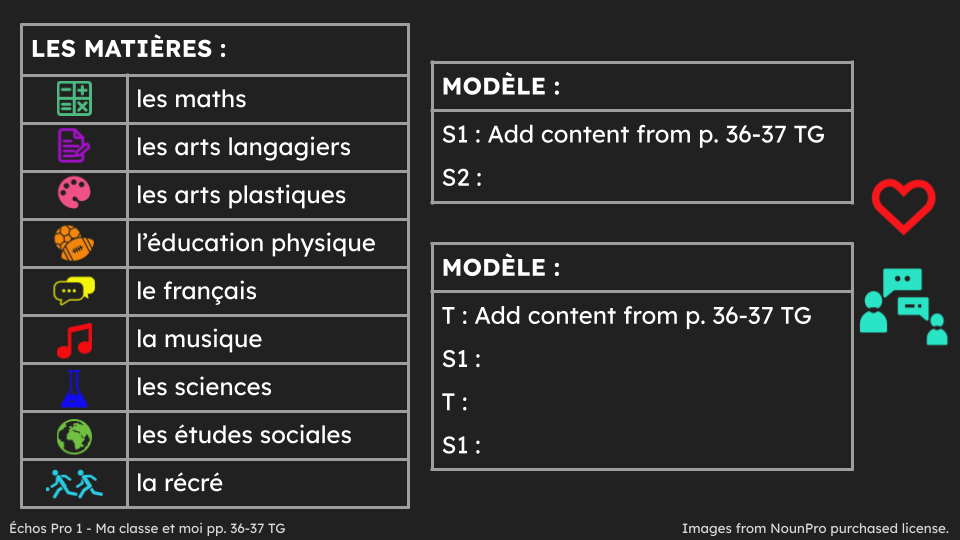 LES MATIÈRES :
les maths
les arts langagiers
les arts plastiques
l’éducation physique
le français
la musique
les sciences
les études sociales
la récré
MODÈLE :
S1 : Add content from p. 36-37 TG
S2 :
MODÈLE :
T : Add content from p. 36-37 TG
S1 :
T :
S1 :
Échos Pro 1 - Ma classe et moi pp. 36-37 TG
Images from NounPro purchased license.